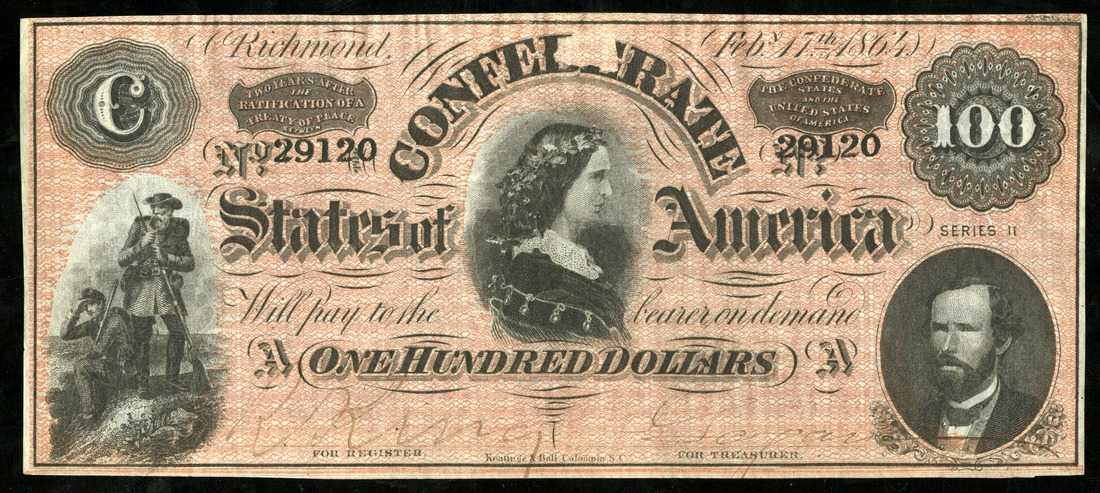 Richmond, Feby. 17th. 1864
C
TWO YEARS AFTER
THE
RATIFICATION OF A
TREATY OF PEACE
BETWEEN
CONFEDERATE
THE CONFEDERATE
STATES
AND THE
UNITED STATES
OF AMERICA
100
No. 29120
No. 29120
States of America
SERIES II
Will pay to the bearer on demand
A ONE HUNDRED DOLLARS A
FOR REGISTER.
Keatinge & Ball, Columbia S.C.
FOR TREASURER.